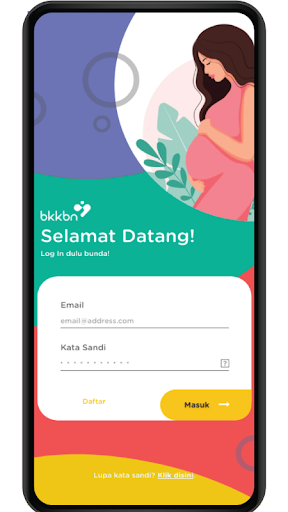 bkkbn
Selamat Datang!
Log In dulu bunda!
Email
email@address.com
Kata Sandi
?
Daftar
Masuk →
Lupa kata sandi? Klik disini